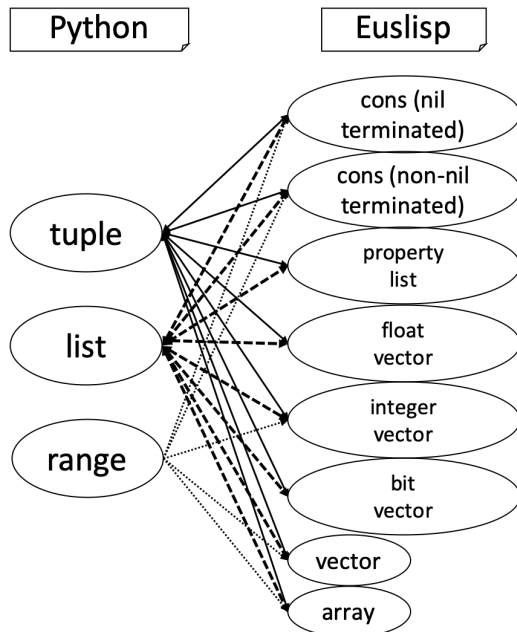 Python
Euslisp
tuple
list
range
cons (nil
terminated)
cons (non-nil
terminated)
property
list
float
vector
integer
vector
bit
vector
vector
array